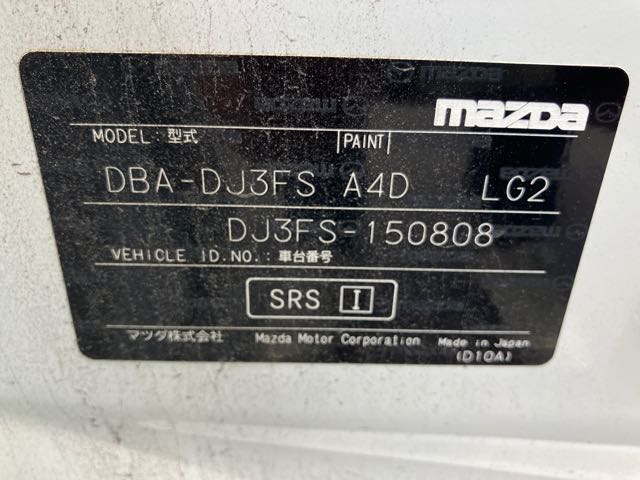 mazda
MODEL : 型式 PAINT
DBA-DJ3FS A4D LG2
DJ3FS-150808
VEHICLE ID.NO. : 車台番号
SRS I
マツダ株式会社 Mazda Motor Corporation Made in Japan
(D10A)